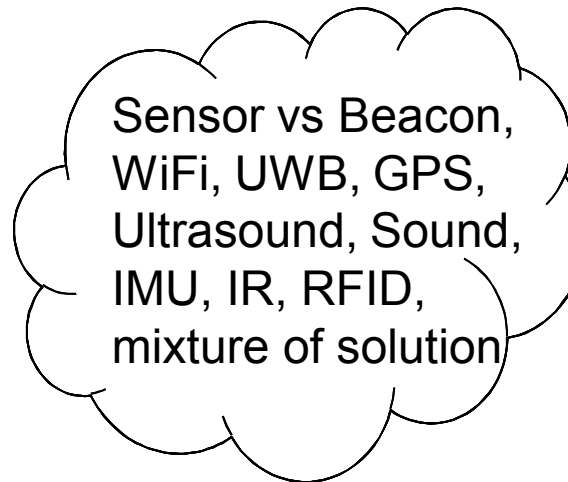 Sensor vs Beacon,
WiFi, UWB, GPS,
Ultrasound, Sound,
IMU, IR, RFID,
mixture of solution